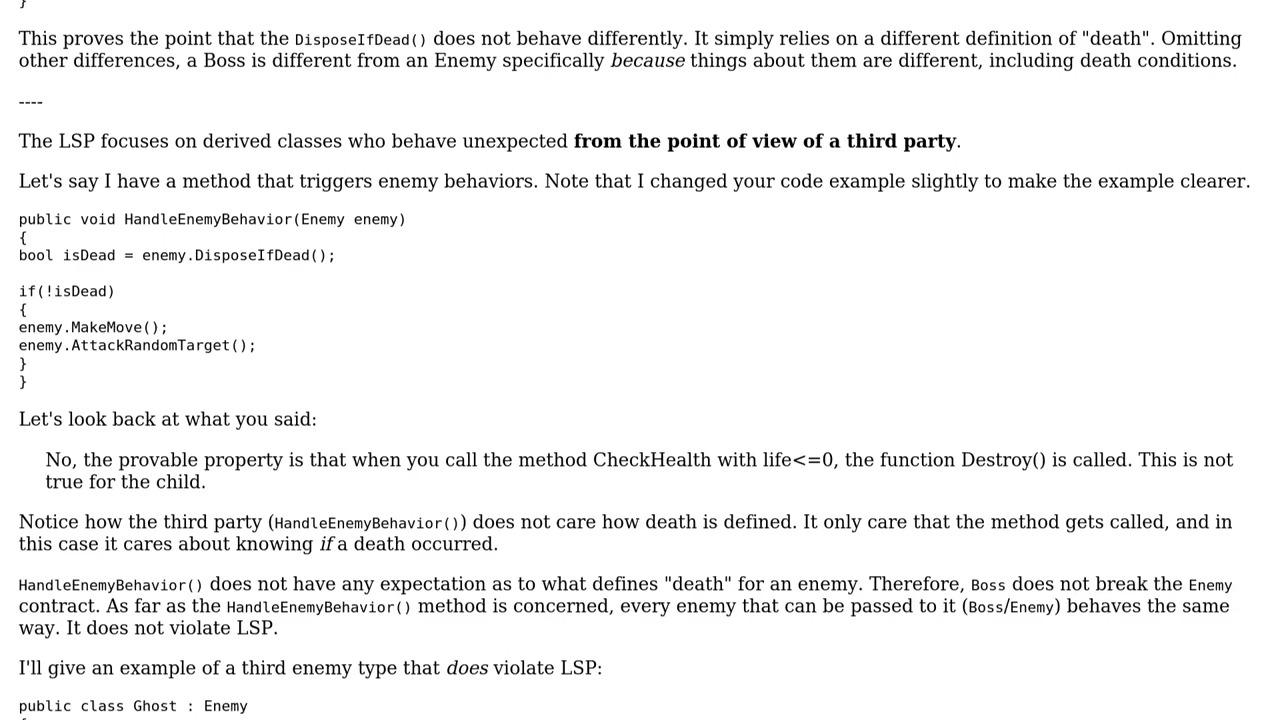 }
This proves the point that the DisposeIfDead() does not behave differently. It simply relies on a different definition of "death". Omitting
other differences, a Boss is different from an Enemy specifically because things about them are different, including death conditions.
----
The LSP focuses on derived classes who behave unexpected from the point of view of a third party.
Let's say I have a method that triggers enemy behaviors. Note that I changed your code example slightly to make the example clearer.
public void HandleEnemyBehavior(Enemy enemy)
{
bool isDead = enemy.DisposeIfDead();
if(!isDead)
{
enemy.MakeMove();
enemy.AttackRandomTarget();
}
}
Let's look back at what you said:
No, the provable property is that when you call the method CheckHealth with life<=0, the function Destroy() is called. This is not
true for the child.
Notice how the third party (HandleEnemyBehavior()) does not care how death is defined. It only care that the method gets called, and in
this case it cares about knowing if a death occurred.
HandleEnemyBehavior() does not have any expectation as to what defines "death" for an enemy. Therefore, Boss does not break the Enemy
contract. As far as the HandleEnemyBehavior() method is concerned, every enemy that can be passed to it (Boss/Enemy) behaves the same
way. It does not violate LSP.
I'll give an example of a third enemy type that does violate LSP:
public class Ghost : Enemy